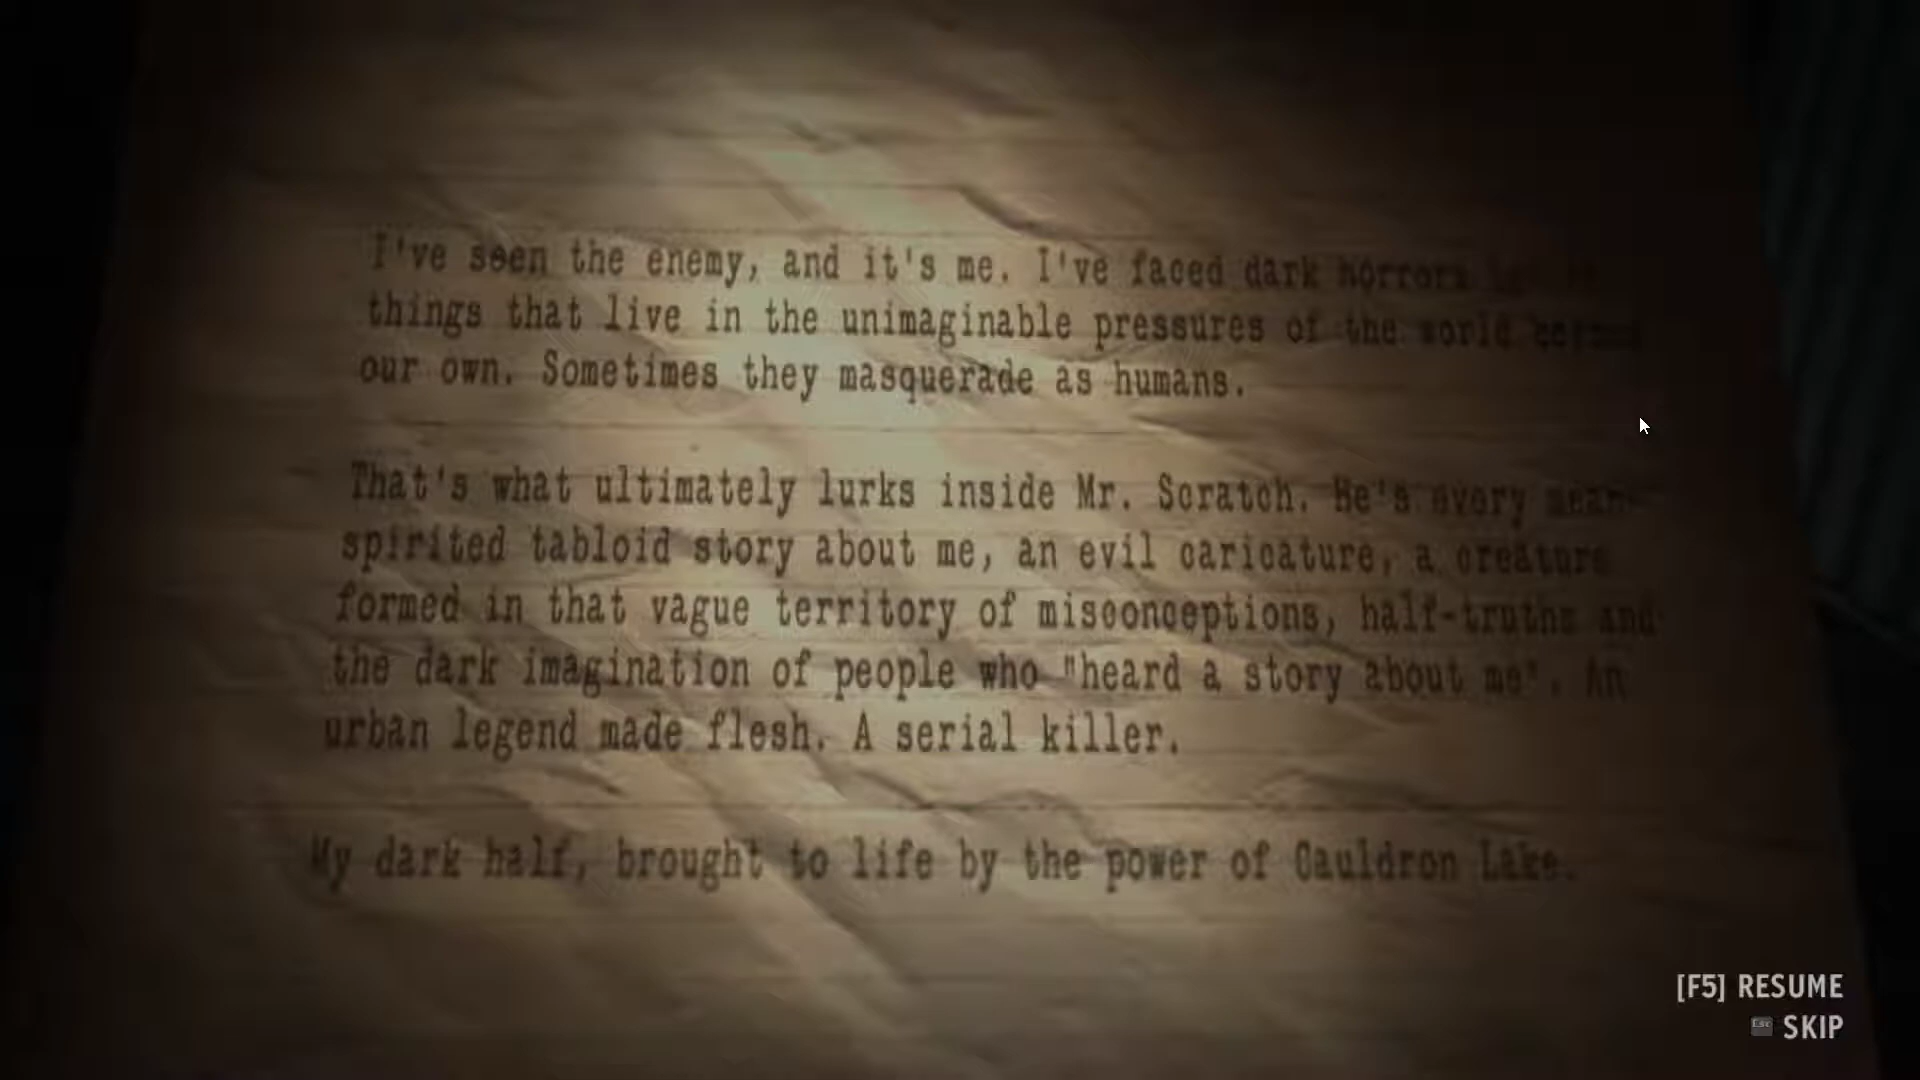 I've seen the enemy, and it's me. I've faced dark horrors
things that live in the unimaginable pressures of the world
our own. Sometimes they masquerade as humans.
That's what ultimately lurks inside Mr. Scratch. He's every mean-
spirited tabloid story about me, an evil caricature, a creature
formed in that vague territory of misconceptions, half-truths and
the dark imagination of people who "heard a story about me". An
urban legend made flesh. A serial killer.
My dark half, brought to life by the power of Cauldron Lake.
[F5] RESUME
Esc SKIP